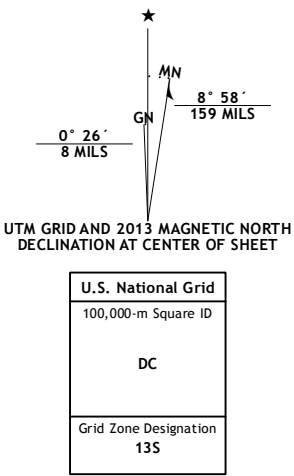 ★
MN
8° 58´
159 MILS
GN
0° 26´
8 MILS
UTM GRID AND 2013 MAGNETIC NORTH
DECLINATION AT CENTER OF SHEET
U.S. National Grid
100,000-m Square ID
DC
Grid Zone Designation
13S